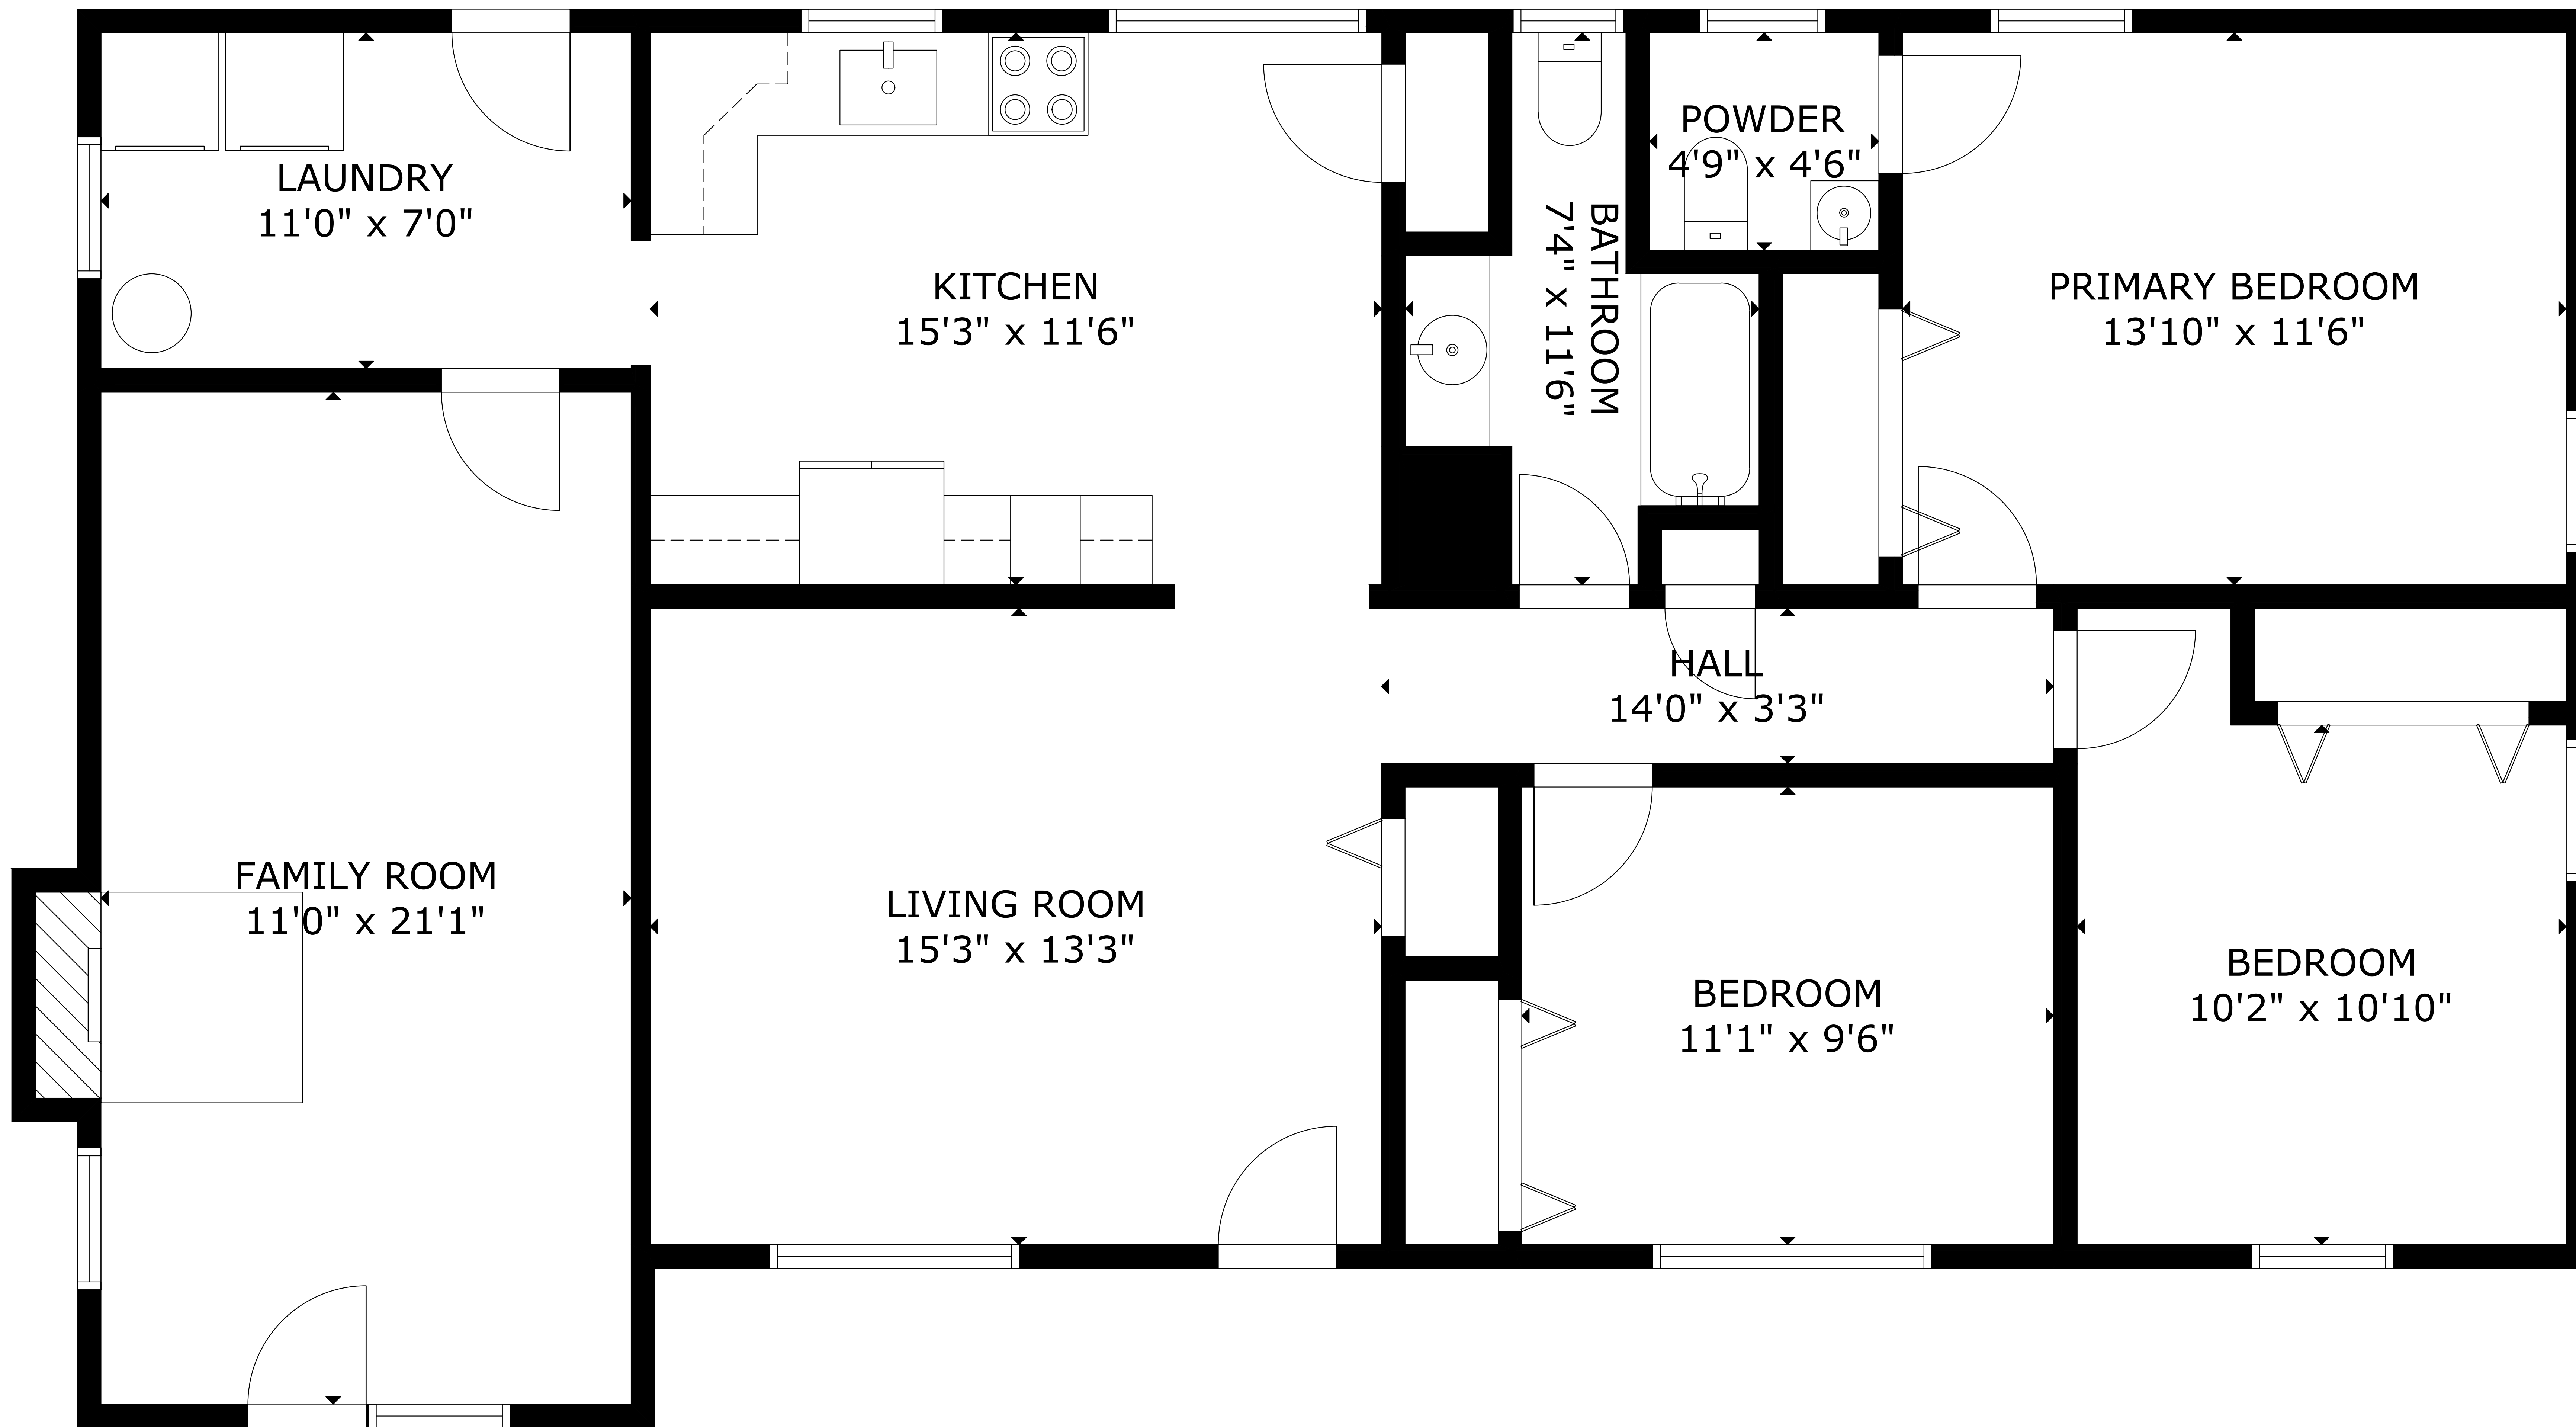 LAUNDRY
11'0" x 7'0"
KITCHEN
15'3" x 11'6"
BATHROOM
7'4" x 11'6"
POWDER
4'9" x 4'6"
PRIMARY BEDROOM
13'10" x 11'6"
HALL
14'0" x 3'3"
FAMILY ROOM
11'0" x 21'1"
LIVING ROOM
15'3" x 13'3"
BEDROOM
11'1" x 9'6"
BEDROOM
10'2" x 10'10"